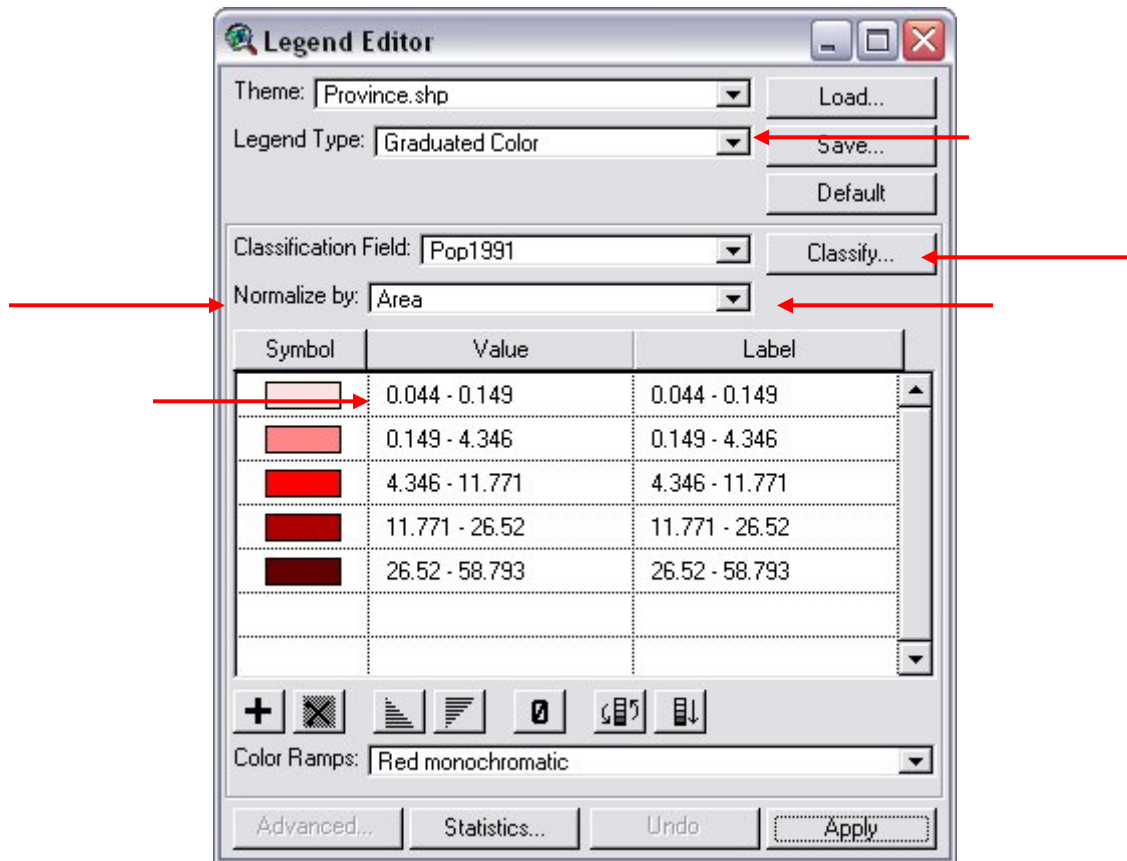 Legend Editor
Theme: Province.shp
Load...
Legend Type: Graduated Color
Save...
Default
Classification Field: Pop1991
Classify...
Normalize by: Area
Symbol Value Label
0.044 - 0.149 0.044 - 0.149
0.149 - 4.346 0.149 - 4.346
4.346 - 11.771 4.346 - 11.771
11.771 - 26.52 11.771 - 26.52
26.52 - 58.793 26.52 - 58.793
0
Color Ramps: Red monochromatic
Advanced... Statistics... Undo Apply